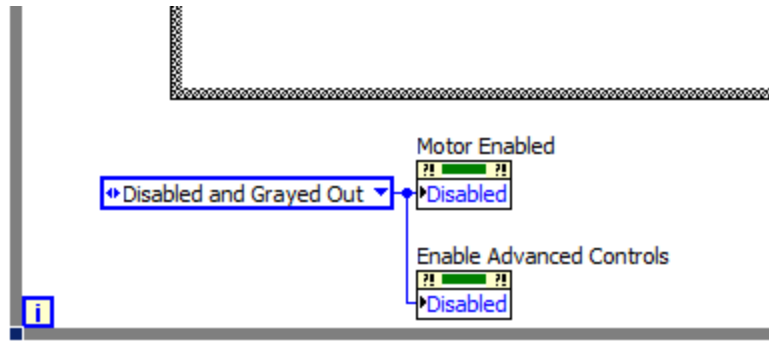 Motor Enabled
?! ?!
Disabled and Grayed Out
Disabled
Enable Advanced Controls
?! ?!
Disabled
i